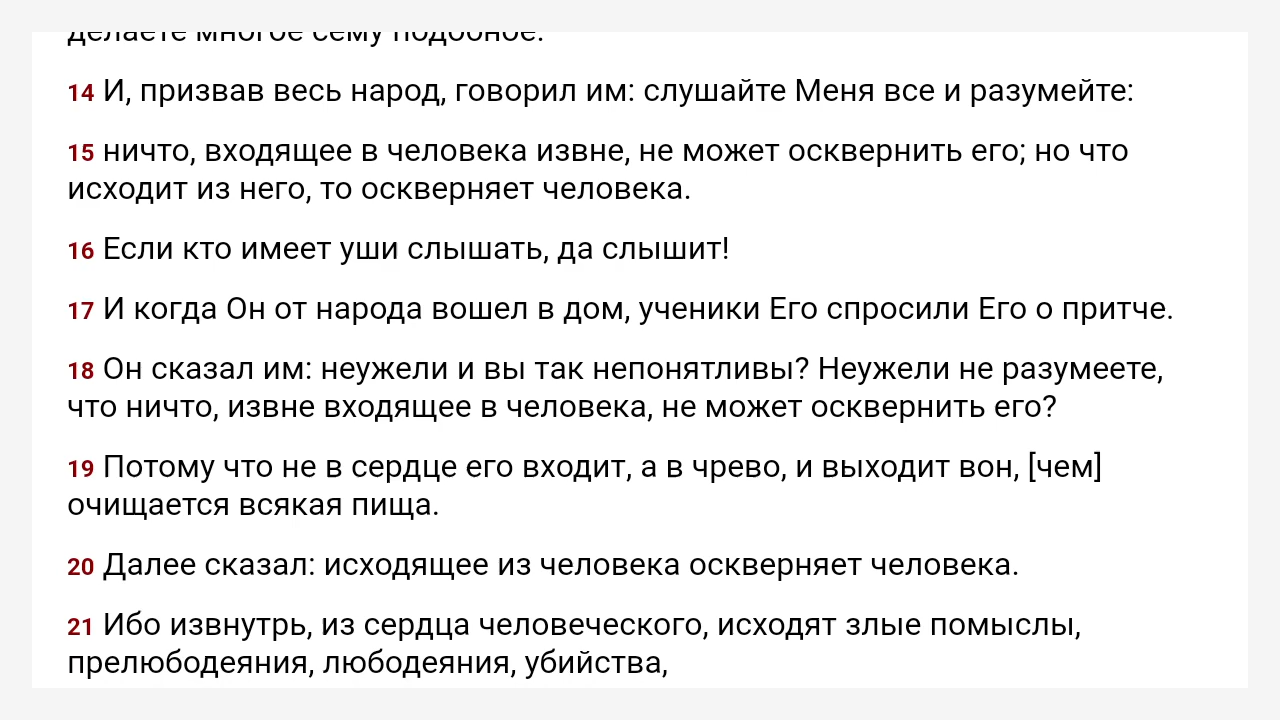 делаете многое сему подобное.
14 И, призвав весь народ, говорил им: слушайте Меня все и разумейте:
15 ничто, входящее в человека извне, не может осквернить его; но что
исходит из него, то оскверняет человека.
16 Если кто имеет уши слышать, да слышит!
17 И когда Он от народа вошел в дом, ученики Его спросили Его о притче.
18 Он сказал им: неужели и вы так непонятливы? Неужели не разумеете,
что ничто, извне входящее в человека, не может осквернить его?
19 Потому что не в сердце его входит, а в чрево, и выходит вон, [чем]
очищается всякая пища.
20 Далее сказал: исходящее из человека оскверняет человека.
21 Ибо извнутрь, из сердца человеческого, исходят злые помыслы,
прелюбодеяния, любодеяния, убийства,